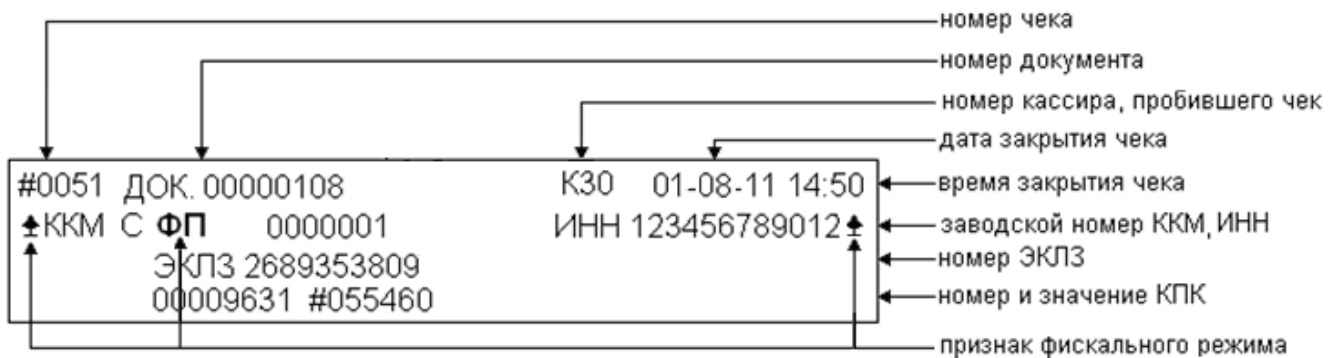 номер чека
номер документа
номер кассира, пробившего чек
дата закрытия чека
#0051 ДОК. 00000108 К30 01-08-11 14:50
время закрытия чека
ККМ С ФП 0000001 ИНН 123456789012
заводской номер ККМ, ИНН
ЭКЛЗ 2689353809
номер ЭКЛЗ
00009631 #055460
номер и значение КПК
признак фискального режима